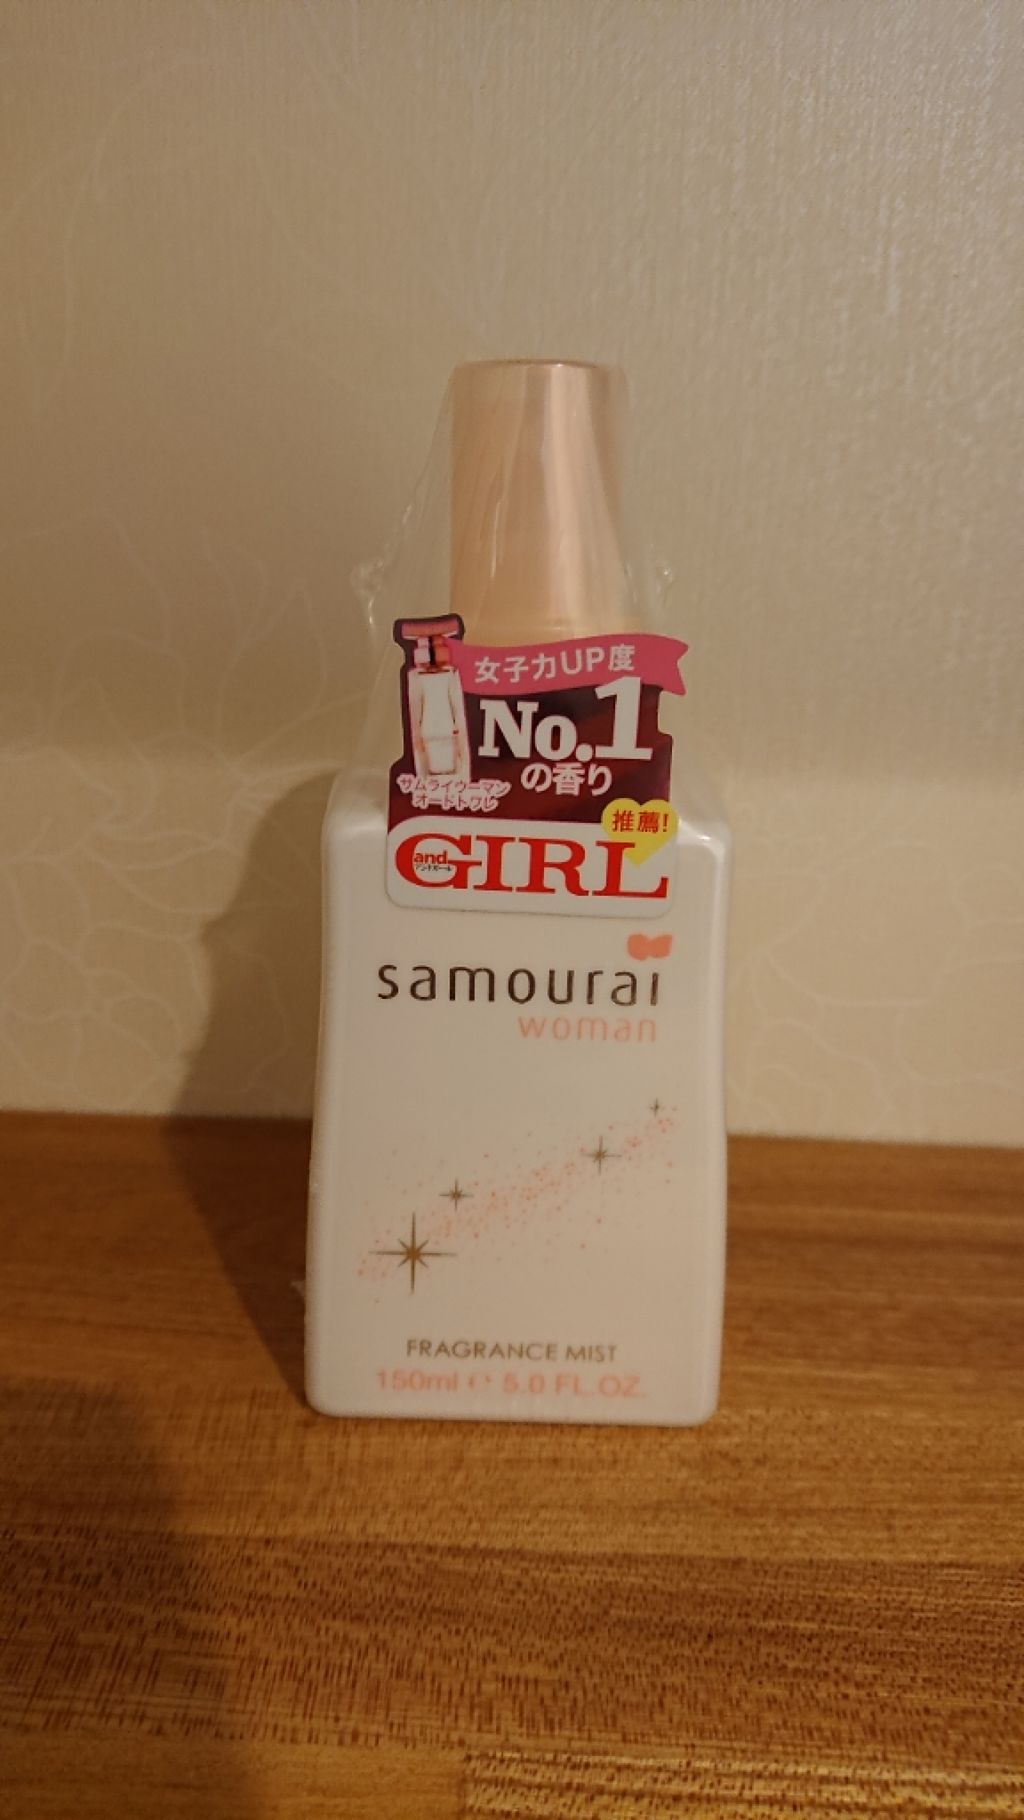 女子力UP度
No.1
の香り
サムライウーマン
オードトワレ
推薦!
and GIRL
アンドガール
samourai
woman
FRAGRANCE MIST
150ml ℮ 5.0 FL.OZ.